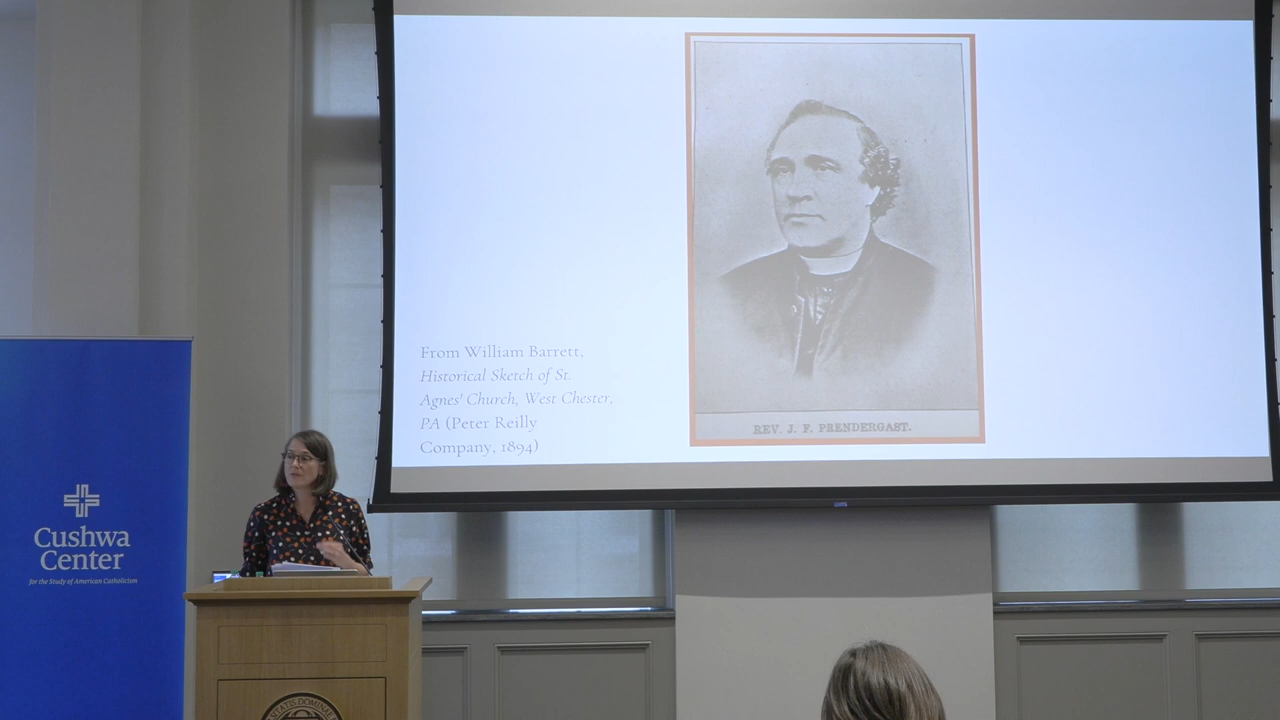 From William Barrett,
Historical Sketch of St.
Agnes' Church, West Chester,
PA (Peter Reilly
Company, 1894)
REV. J. F. PRENDERGAST.
Cushwa
Center
for the Study of American Catholicism